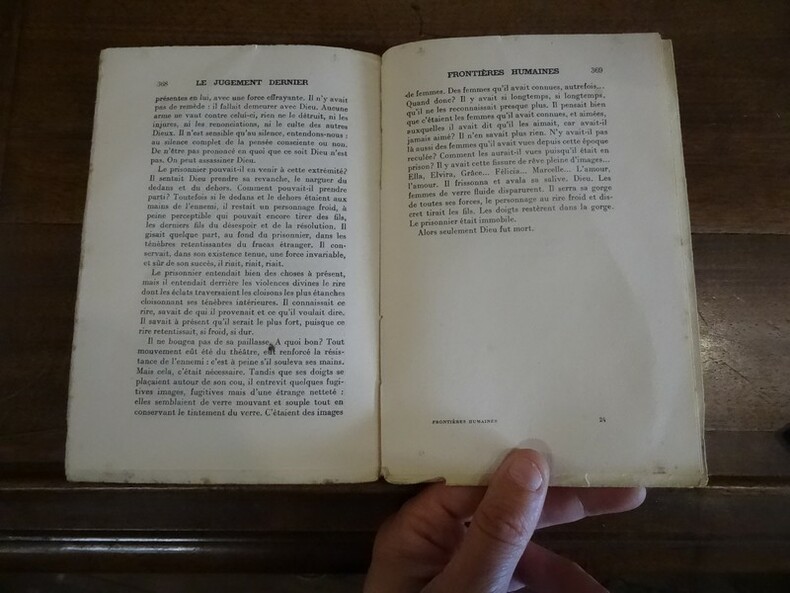 368 LE JUGEMENT DERNIER
présentes en lui, avec une force effrayante. Il n'y avait
pas de remède : il fallait demeurer avec Dieu. Aucune
arme ne vaut contre celui-ci, rien ne le détruit, ni les
injures, ni les renonciations, ni le culte des autres
Dieux. Il n'est sensible qu'au silence, entendons-nous :
au silence complet de la pensée consciente ou non.
De n'être pas prononcé en quoi que ce soit Dieu n'est
pas. On peut assassiner Dieu.
Le prisonnier pouvait-il en venir à cette extrémité?
Il sentait Dieu prendre sa revanche, le narguer du
dedans et du dehors. Comment pouvait-il prendre
parti? Toutefois si le dedans et le dehors étaient aux
mains de l'ennemi, il restait un personnage froid, à
peine perceptible qui pouvait encore tirer des fils,
les derniers fils du désespoir et de la résolution. Il
gisait quelque part, au fond du prisonnier, dans les
ténèbres retentissantes du fracas étranger. Il con-
servait, dans son existence tenue, une force invariable,
et sûr de son succès, il riait, riait, riait.
Le prisonnier entendait bien des choses à présent,
mais il entendait derrière les violences divines le rire
dont les éclats traversaient les cloisons les plus étanches
cloisonnant ses ténèbres intérieures. Il connaissait ce
rire, savait de qui il provenait et ce qu'il voulait dire.
Il savait à présent qu'il serait le plus fort, puisque ce
rire retentissait, si froid, si dur.
Il ne bougea pas de sa paillasse. A quoi bon? Tout
mouvement eût été du théâtre, eût renforcé la résis-
tance de l'ennemi : c'est à peine s'il souleva ses mains.
Mais cela, c'était nécessaire. Tandis que ses doigts se
plaçaient autour de son cou, il entrevit quelques fugi-
tives images, fugitives mais d'une étrange netteté :
elles semblaient de verre mouvant et souple tout en
conservant le tintement du verre. C'étaient des images
FRONTIÈRES HUMAINES 369
de femmes. Des femmes qu'il avait connues, autrefois...
Quand donc? Il y avait si longtemps, si longtemps,
qu'il ne les reconnaissait presque plus. Il pensait bien
que c'étaient les femmes qu'il avait connues, et aimées,
auxquelles il avait dit qu'il les aimait, car avait-il
jamais aimé? Il n'en savait plus rien. N'y avait-il pas
là aussi des femmes qu'il avait vues depuis cette époque
reculée? Comment les aurait-il vues puisqu'il était en
prison? Il y avait cette fissure de rêve pleine d'images...
Ella, Elvira, Grâce... Félicia... Marcelle... L'amour,
l'amour. Il frissonna et avala sa salive. Dieu. Les
femmes de verre fluide disparurent. Il serra sa gorge
de toutes ses forces, le personnage au rire froid et dis-
cret tirait les fils. Les doigts restèrent dans la gorge.
Le prisonnier était immobile.
Alors seulement Dieu fut mort.
FRONTIÈRES HUMAINES 24